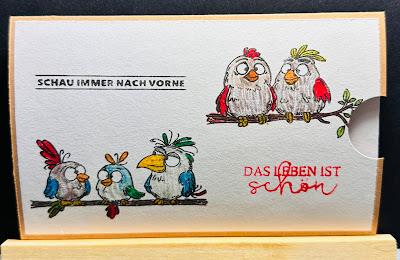 SCHAU IMMER NACH VORNE
DAS LEBEN IST
schön